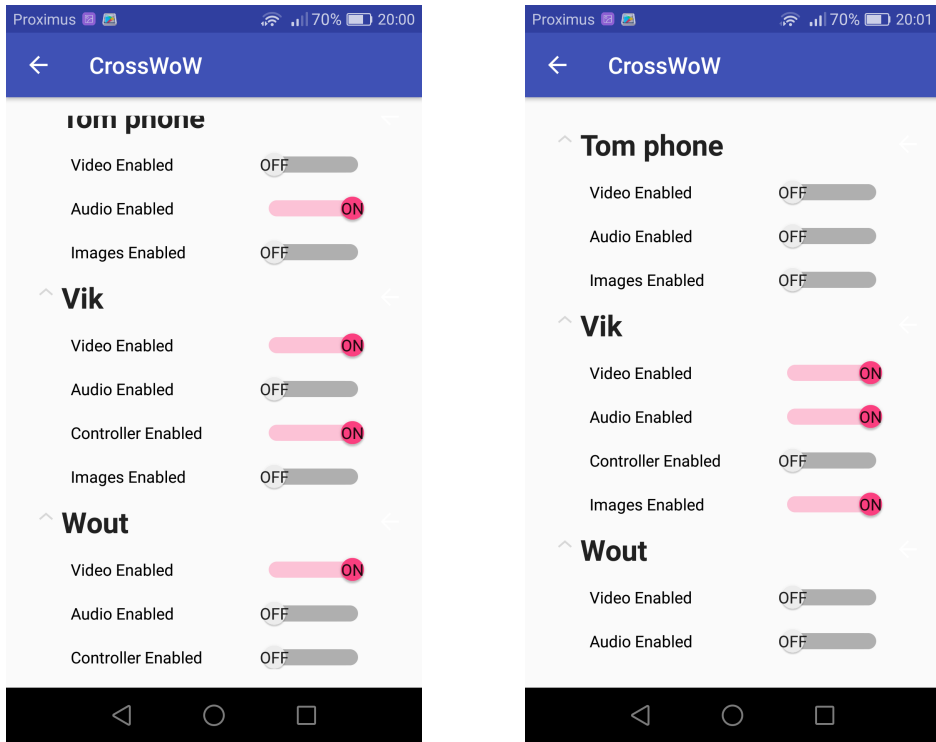 Proximus 70% 20:00
CrossWoW
Tom phone
Video Enabled OFF
Audio Enabled ON
Images Enabled OFF
Vik
Video Enabled ON
Audio Enabled OFF
Controller Enabled ON
Images Enabled OFF
Wout
Video Enabled ON
Audio Enabled OFF
Controller Enabled OFF
Proximus 70% 20:01
CrossWoW
Tom phone
Video Enabled OFF
Audio Enabled OFF
Images Enabled OFF
Vik
Video Enabled ON
Audio Enabled ON
Controller Enabled OFF
Images Enabled ON
Wout
Video Enabled OFF
Audio Enabled OFF